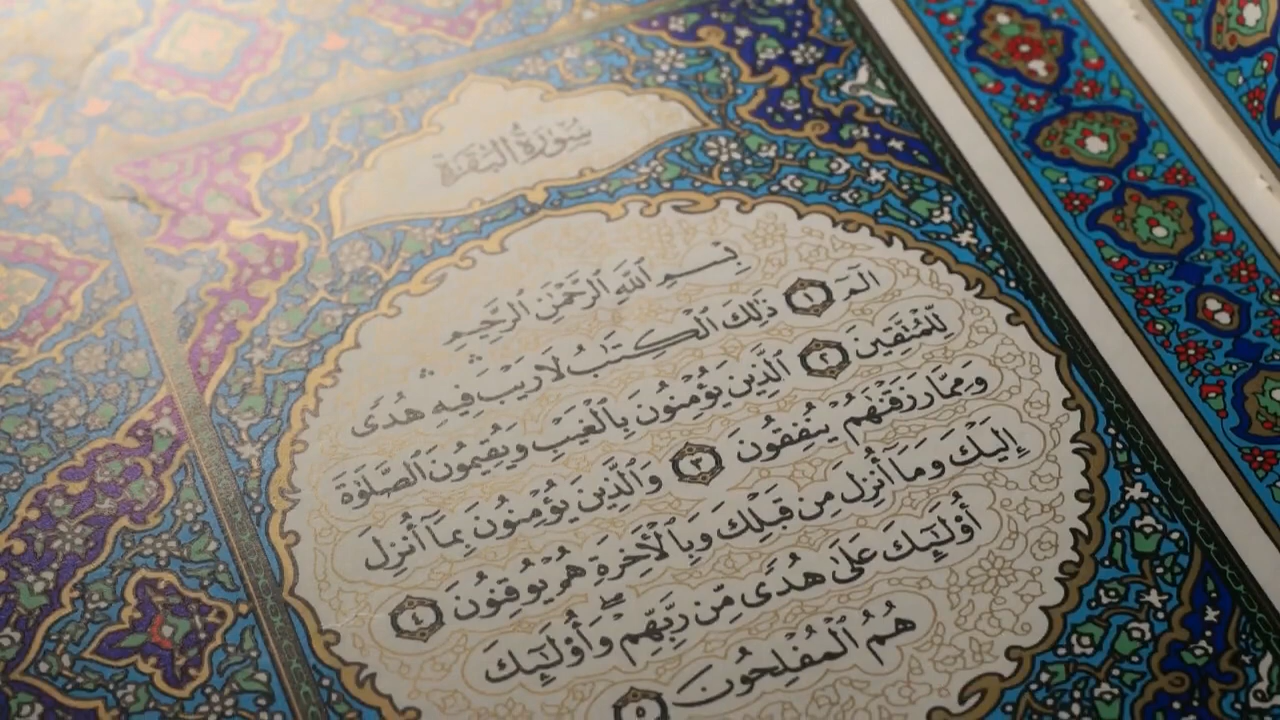 سُورَةُ البَقَرَةِ
بِسْمِ ٱللَّهِ ٱلرَّحْمَٰنِ ٱلرَّحِيمِ
الٓمٓ ١ ذَٰلِكَ ٱلْكِتَٰبُ لَا رَيْبَ ۛ فِيهِ ۛ هُدًى
لِّلْمُتَّقِينَ ٢ ٱلَّذِينَ يُؤْمِنُونَ بِٱلْغَيْبِ وَيُقِيمُونَ ٱلصَّلَوٰةَ
وَمِمَّا رَزَقْنَٰهُمْ يُنفِقُونَ ٣ وَٱلَّذِينَ يُؤْمِنُونَ بِمَآ أُنزِلَ
إِلَيْكَ وَمَآ أُنزِلَ مِن قَبْلِكَ وَبِٱلْءَاخِرَةِ هُمْ يُوقِنُونَ ٤
أُو۟لَٰٓئِكَ عَلَىٰ هُدًى مِّن رَّبِّهِمْ ۖ وَأُو۟لَٰٓئِكَ
هُمُ ٱلْمُفْلِحُونَ ٥